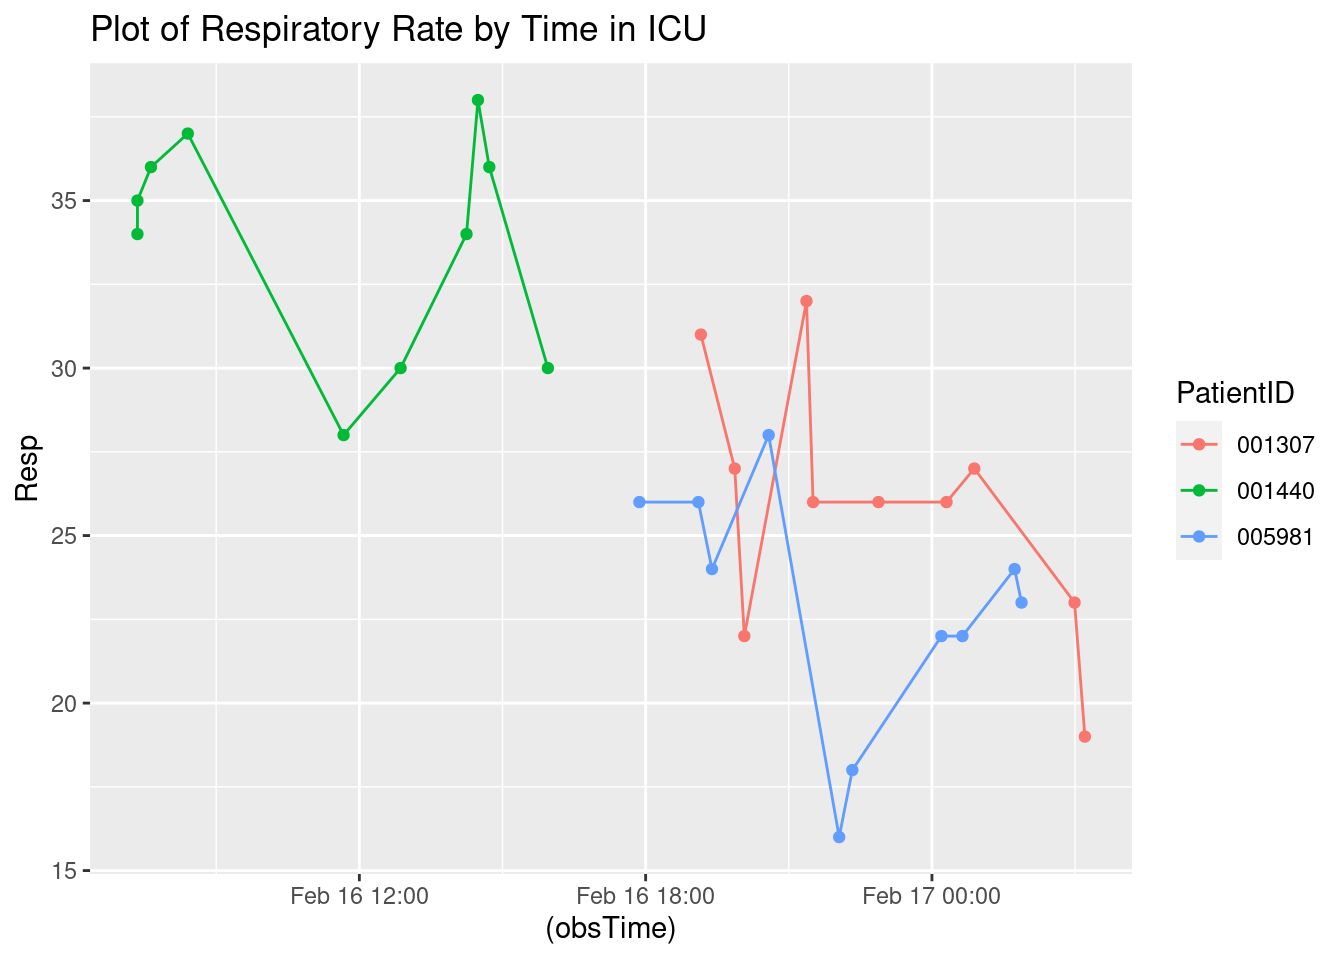 Plot of Respiratory Rate by Time in ICU
35
30
25
20
15
Resp
Feb 16 12:00
Feb 16 18:00
Feb 17 00:00
(obsTime)
PatientID
001307
001440
005981